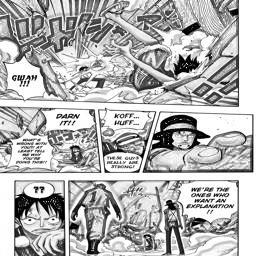 GWAH
!!!
DARN
IT!!
WHAT'S
WRONG WITH
YOU?! AT
LEAST TELL
ME WHY
YOU'RE
DOING THIS!!
KOFF...
HUFF...
THESE GUYS
REALLY ARE
STRONG!
??
WE'RE THE
ONES WHO
WANT AN
EXPLANATION
!!